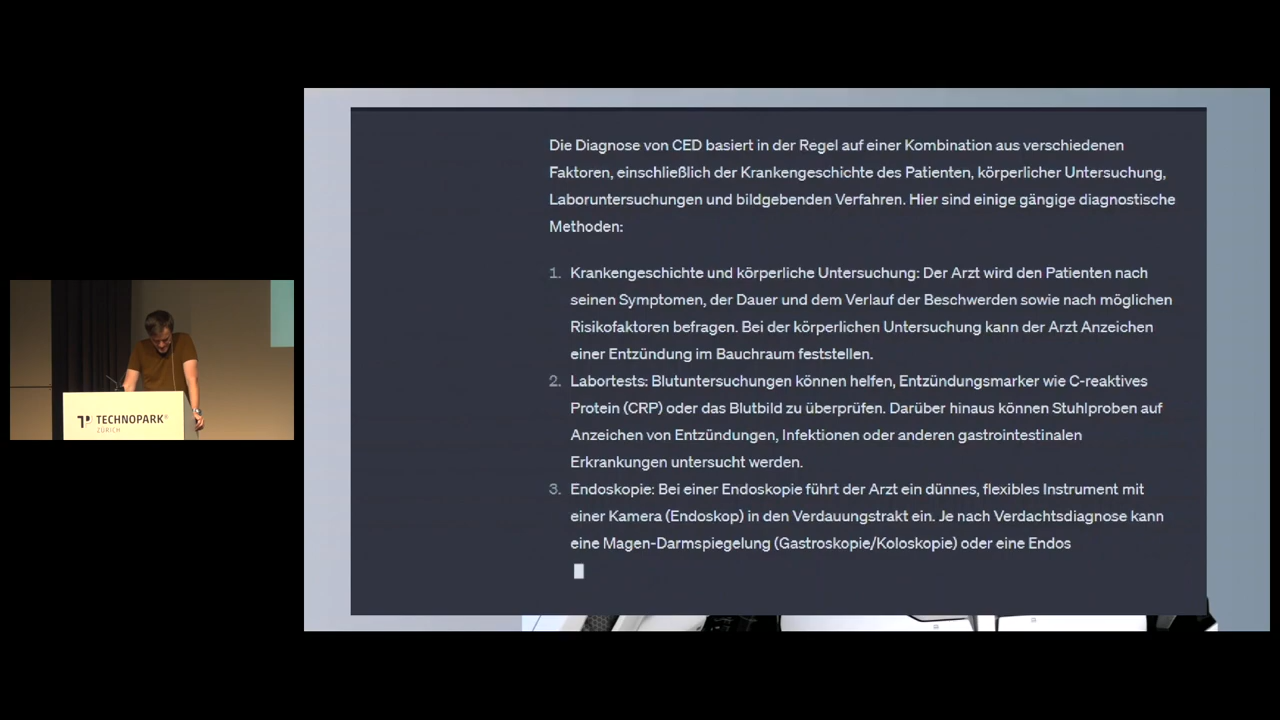 TECHNOPARK®
ZÜRICH
Die Diagnose von CED basiert in der Regel auf einer Kombination aus verschiedenen
Faktoren, einschließlich der Krankengeschichte des Patienten, körperlicher Untersuchung,
Laboruntersuchungen und bildgebenden Verfahren. Hier sind einige gängige diagnostische
Methoden:
1. Krankengeschichte und körperliche Untersuchung: Der Arzt wird den Patienten nach
seinen Symptomen, der Dauer und dem Verlauf der Beschwerden sowie nach möglichen
Risikofaktoren befragen. Bei der körperlichen Untersuchung kann der Arzt Anzeichen
einer Entzündung im Bauchraum feststellen.
2. Labortests: Blutuntersuchungen können helfen, Entzündungsmarker wie C-reaktives
Protein (CRP) oder das Blutbild zu überprüfen. Darüber hinaus können Stuhlproben auf
Anzeichen von Entzündungen, Infektionen oder anderen gastrointestinalen
Erkrankungen untersucht werden.
3. Endoskopie: Bei einer Endoskopie führt der Arzt ein dünnes, flexibles Instrument mit
einer Kamera (Endoskop) in den Verdauungstrakt ein. Je nach Verdachtsdiagnose kann
eine Magen-Darmspiegelung (Gastroskopie/Koloskopie) oder eine Endos